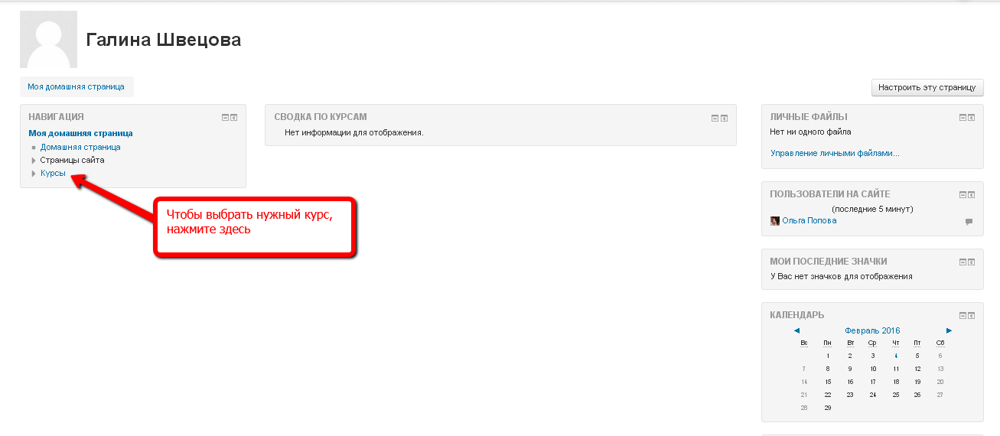 Галина Швецова
Моя домашняя страница
Настроить эту страницу
НАВИГАЦИЯ
Моя домашняя страница
Домашняя страница
Страницы сайта
Курсы
Чтобы выбрать нужный курс,
нажмите здесь
СВОДКА ПО КУРСАМ
Нет информации для отображения.
ЛИЧНЫЕ ФАЙЛЫ
Нет ни одного файла
Управление личными файлами...
ПОЛЬЗОВАТЕЛИ НА САЙТЕ
(последние 5 минут)
Ольга Попова
МОИ ПОСЛЕДНИЕ ЗНАЧКИ
У Вас нет значков для отображения
КАЛЕНДАРЬ
Февраль 2016
Вс Пн Вт Ср Чт Пт Сб
1 2 3 4 5 6
7 8 9 10 11 12 13
14 15 16 17 18 19 20
21 22 23 24 25 26 27
28 29